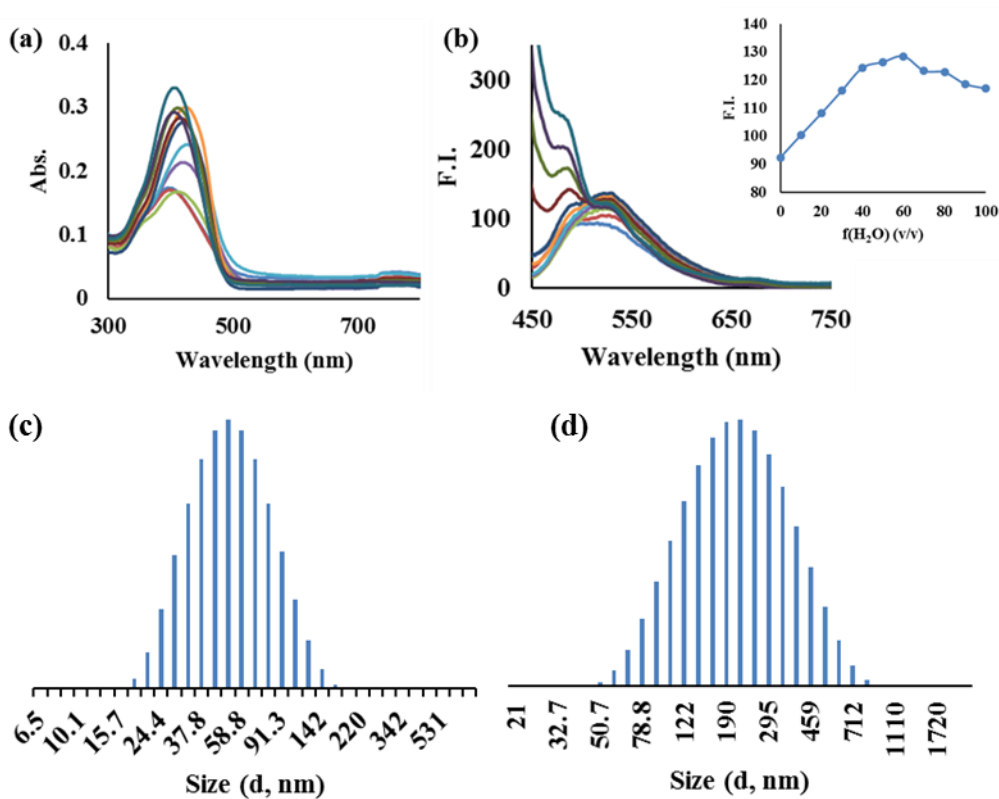 (a)
0.4
0.3
0.2
0.1
0
Abs.
300 500 700
Wavelength (nm)
(b)
300
200
100
0
F.I.
450 550 650 750
Wavelength (nm)
140
130
120
110
100
90
80
F.I.
0 20 40 60 80 100
f(H₂O) (v/v)
(c)
6.5 10.1 15.7 24.4 37.8 58.8 91.3 142 220 342 531
Size (d, nm)
(d)
21 32.7 50.7 78.8 122 190 295 459 712 1110 1720
Size (d, nm)